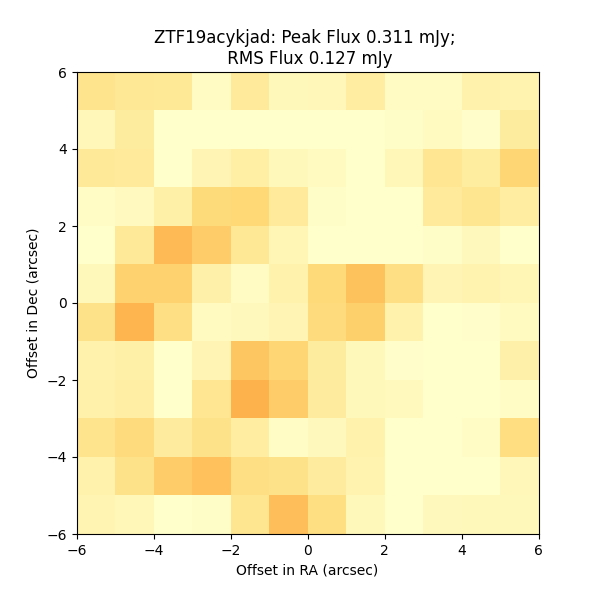 ZTF19acykjad: Peak Flux 0.311 mJy;
RMS Flux 0.127 mJy
6
4
2
0
−2
−4
−6
Offset in Dec (arcsec)
−6 −4 −2 0 2 4 6
Offset in RA (arcsec)